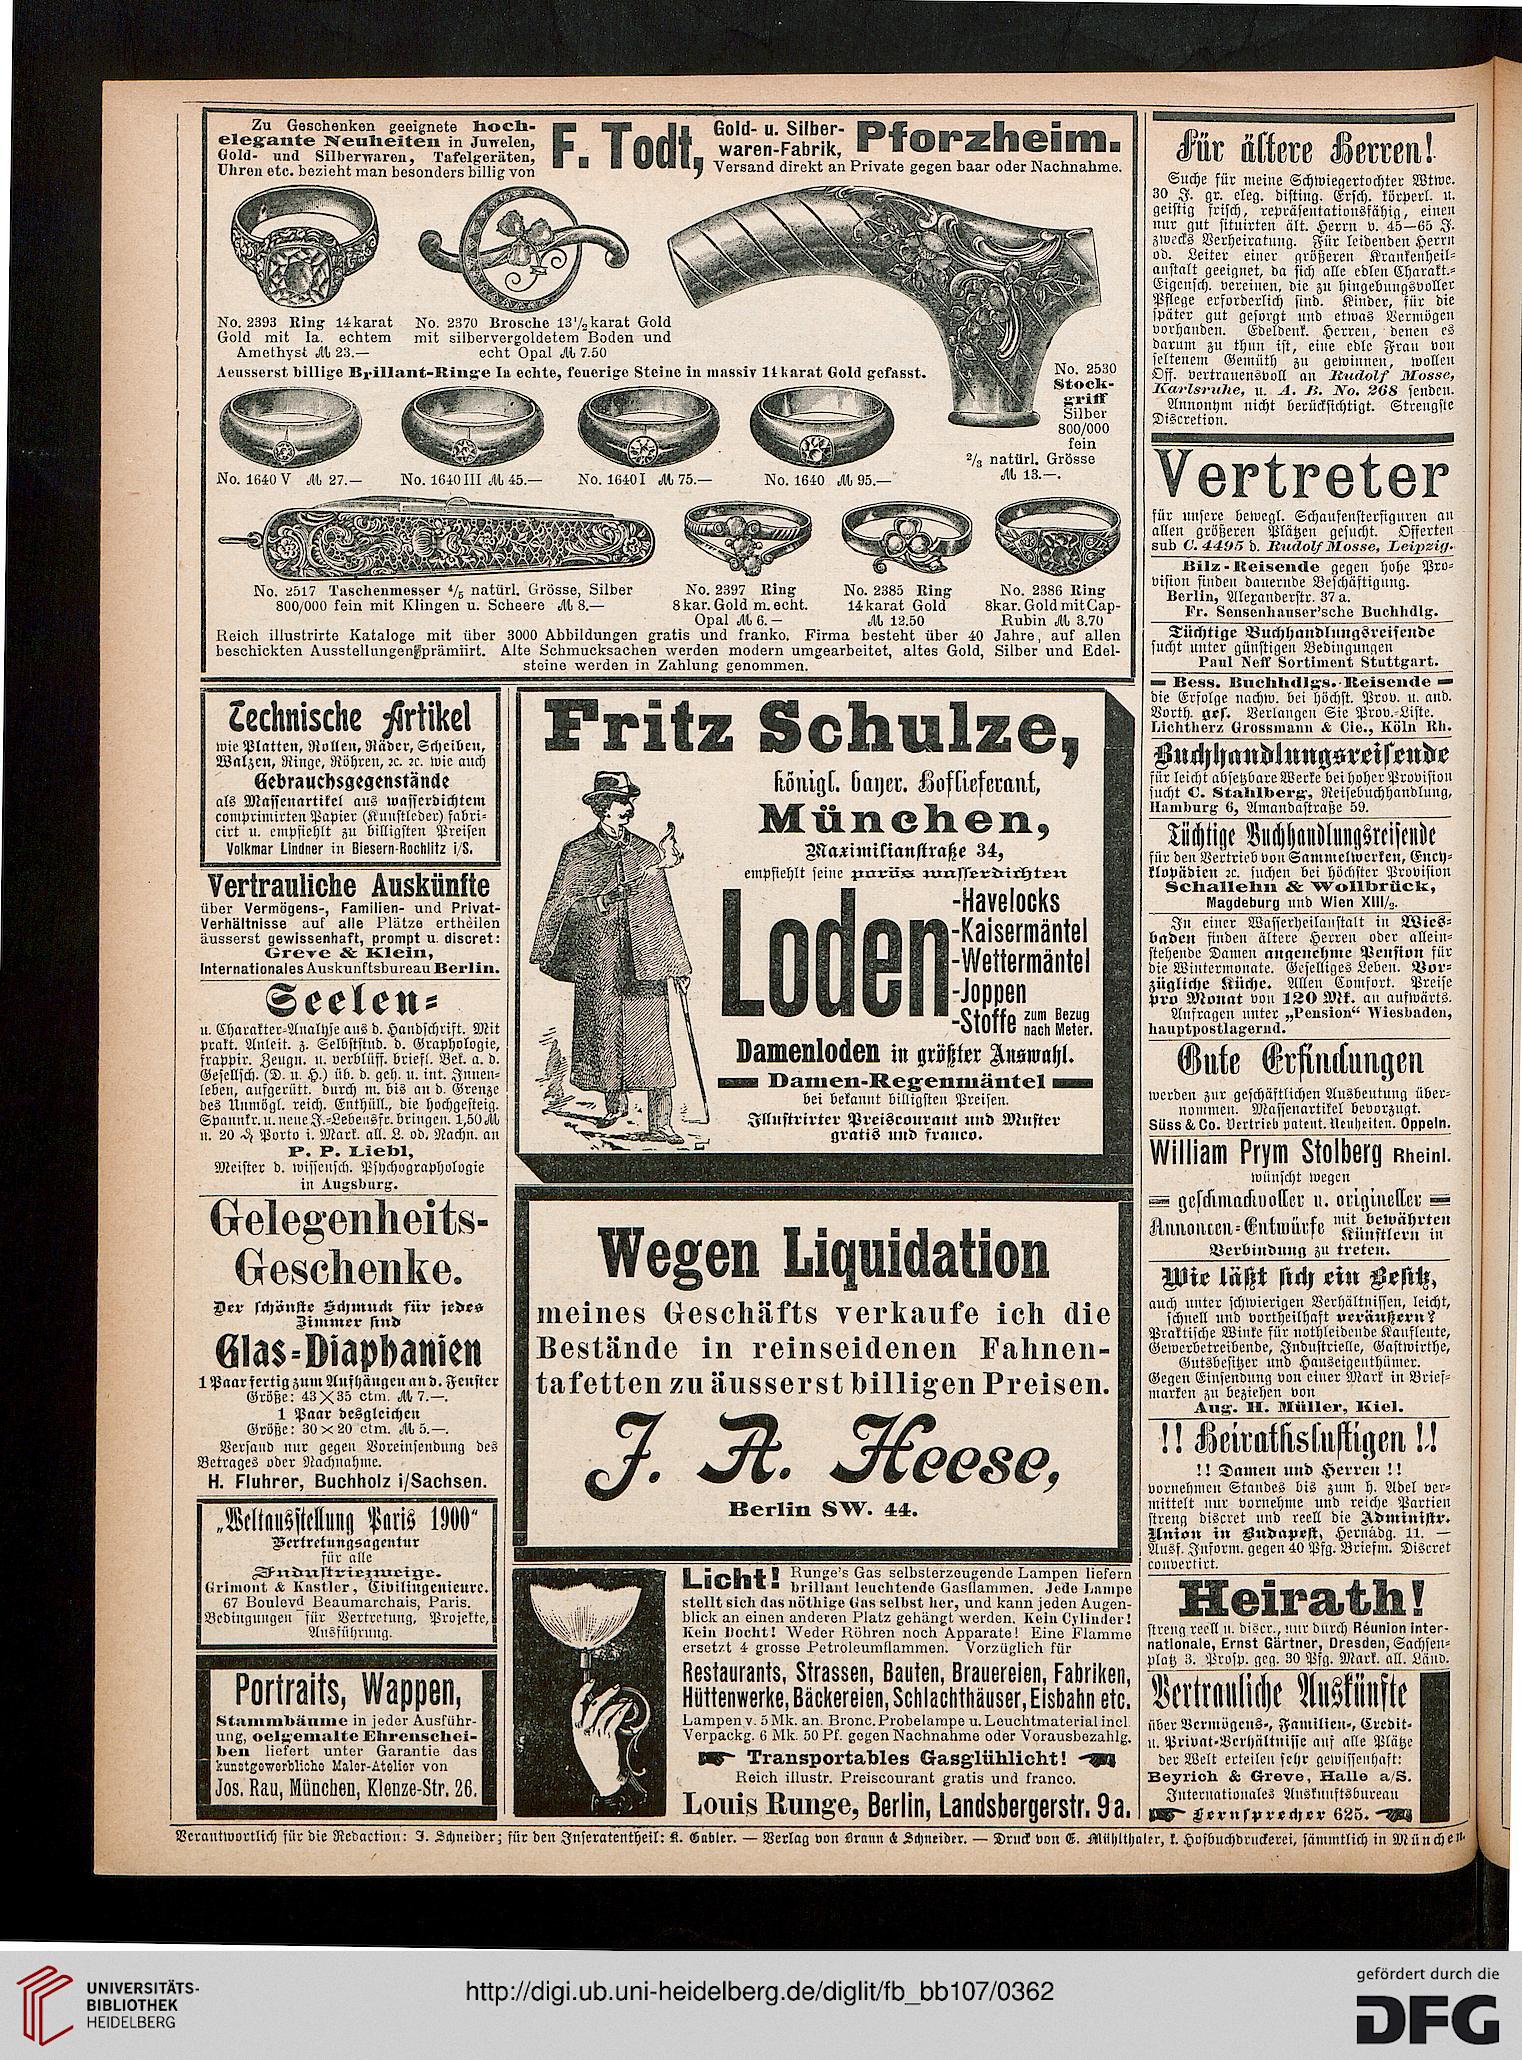 Zu Geschenken geeignete hoch-
elegante Neuheiten in Juwelen,
Gold- und Silberwaren, Tafelgeräten,
Uhren etc. bezieht man besonders billig von
F. Todt,
Gold- u. Silber-
waren-Fabrik,
Pforzheim.
Versand direkt an Private gegen baar oder Nachnahme.
No. 2393 Ring 14karat
Gold mit Ia. echtem
Amethyst ℳ 23.—
No. 2370 Brosche 13½karat Gold
mit silbervergoldetem Boden und
echt Opal ℳ 7.50
Aeusserst billige Brillant-Ringe Ia echte, feuerige Steine in massiv 14karat Gold gefasst.
No. 2530
Stock-
griff
Silber
800/000
fein
⅔ natürl. Grösse
ℳ 13.—.
No. 1640 V ℳ 27.—
No. 1640 III ℳ 45.—
No. 1640 I ℳ 75.—
No. 1640 ℳ 95.—
No. 2517 Taschenmesser ⅘ natürl. Grösse, Silber
800/000 fein mit Klingen u. Scheere ℳ 8.—
No. 2397 Ring
8kar. Gold m. echt.
Opal ℳ 6.—
No. 2385 Ring
14karat Gold
ℳ 12.50
No. 2386 Ring
8kar. Gold mit Cap-
Rubin ℳ 3.70
Reich illustrirte Kataloge mit über 3000 Abbildungen gratis und franko. Firma besteht über 40 Jahre, auf allen
beschickten Ausstellungen prämiirt. Alte Schmucksachen werden modern umgearbeitet, altes Gold, Silber und Edel-
steine werden in Zahlung genommen.
Technische Artikel
wie Platten, Rollen, Räder, Scheiben,
Walzen, Ringe, Röhren, ꝛc. ꝛc. wie auch
Gebrauchsgegenstände
als Massenartikel aus wasserdichtem
comprimirten Papier (Kunstleder) fabri-
cirt u. empfiehlt zu billigsten Preisen
Volkmar Lindner in Biesern-Rochlitz i/S.
Vertrauliche Auskünfte
über Vermögens-, Familien- und Privat-
Verhältnisse auf alle Plätze ertheilen
äusserst gewissenhaft, prompt u. discret:
Greve & Klein,
Internationales Auskunftsbureau Berlin.
Seelen-
u. Charakter-Analyse aus d. Handschrift. Mit
prakt. Anleit. z. Selbststud. d. Graphologie,
frappir. Zeugn. u. verblüff. briefl. Bek. a. d.
Gesellsch. (D. u. H.) üb. d. geh. u. int. Innen-
leben, aufgerütt. durch m. bis an d. Grenze
des Unmögl. reich. Enthüll., die hochgesteig.
Spannkr. u. neue J.-Lebensfr. bringen. 1,50 ℳ
u. 20 ₰ Porto i. Mark. all. L. od. Nachn. an
P. P. Liebl,
Meister d. wissensch. Psychographologie
in Augsburg.
Gelegenheits-
Geschenke.
Der schönste Schmuck für jedes
Zimmer sind
Glas-Diaphanien
1 Paar fertig zum Aufhängen an d. Fenster
Größe: 43×35 ctm. ℳ 7.—.
1 Paar desgleichen
Größe: 30×20 ctm. ℳ 5.—.
Versand nur gegen Voreinsendung des
Betrages oder Nachnahme.
H. Fluhrer, Buchholz i/Sachsen.
„Weltausstellung Paris 1900"
Vertretungsagentur
für alle
Industriezweige.
Grimont & Kastler, Civilingenieure.
67 Boulevd Beaumarchais, Paris.
Bedingungen für Vertretung, Projekte,
Ausführung.
Portraits, Wappen,
Stammbäume in jeder Ausführ-
ung, oelgemalte Ehrenschei-
ben liefert unter Garantie das
kunstgewerbliche Maler-Atelier von
Jos. Rau, München, Klenze-Str. 26.
Fritz Schulze,
königl. bayer. Hoflieferant,
München,
Maximilianstraße 34,
empfiehlt seine porös wasserdichten
Loden
-Havelocks
-Kaisermäntel
-Wettermäntel
-Joppen
-Stoffe zum Bezug
nach Meter.
Damenloden in größter Auswahl.
Damen-Regenmäntel
bei bekannt billigsten Preisen.
Illustrirter Preiscourant und Muster
gratis und franco.
Wegen Liquidation
meines Geschäfts verkaufe ich die
Bestände in reinseidenen Fahnen-
tafetten zu äusserst billigen Preisen.
J. A. Heese,
Berlin SW. 44.
Licht! Runge's Gas selbsterzeugende Lampen liefern
brillant leuchtende Gasflammen. Jede Lampe
stellt sich das nöthige Gas selbst her, und kann jeden Augen-
blick an einen anderen Platz gehängt werden. Kein Cylinder!
Kein Docht! Weder Röhren noch Apparate! Eine Flamme
ersetzt 4 grosse Petroleumflammen. Vorzüglich für
Restaurants, Strassen, Bauten, Brauereien, Fabriken,
Hüttenwerke, Bäckereien, Schlachthäuser, Eisbahn etc.
Lampen v. 5 Mk. an. Bronc. Probelampe u. Leuchtmaterial incl
Verpackg. 6 Mk. 50 Pf. gegen Nachnahme oder Vorausbezahlg.
Transportables Gasglühlicht!
Reich illustr. Preiscourant gratis und franco.
Louis Runge, Berlin, Landsbergerstr. 9a.
Für ältere Herren!
Suche für meine Schwiegertochter Wtwe.
30 J. gr. eleg. disting. Ersch. körperl. u.
geistig frisch, repräsentationsfähig, einen
nur gut situirten ält. Herrn v. 45—65 J.
zwecks Verheiratung. Für leidenden Herrn
od. Leiter einer größeren Krankenheil-
anstalt geeignet, da sich alle edlen Charakt.-
Eigensch. vereinen, die zu hingebungsvoller
Pflege erforderlich sind. Kinder, für die
später gut gesorgt und etwas Vermögen
vorhanden. Edeldenk. Herren, denen es
darum zu thun ist, eine edle Frau von
seltenem Gemüth zu gewinnen, wollen
Off. vertrauensvoll an Rudolf Mosse,
Karlsruhe, u. A. B. No. 268 senden.
Annonym nicht berücksichtigt. Strengste
Discretion.
Vertreter
für unsere bewegl. Schaufensterfiguren an
allen größeren Plätzen gesucht. Offerten
sub C. 4495 d. Rudolf Mosse, Leipzig.
Bilz-Reisende gegen hohe Pro-
vision finden dauernde Beschäftigung.
Berlin, Alexanderstr. 37a.
Fr. Sensenhauser'sche Buchhdlg.
Tüchtige Buchhandlungsreisende
sucht unter günstigen Bedingungen
Paul Neff Sortiment Stuttgart.
Bess. Buchhdlgs.-Reisende
die Erfolge nachw. bei höchst. Prov. u. and.
Vorth. ges. Verlangen Sie Prov.-Liste.
Lichtherz Grossmann & Cie., Köln Rh.
Buchhandlungsreisende
für leicht absetzbare Werke bei hoher Provision
sucht C. Stahlberg, Reisebuchhandlung,
Hamburg 6, Amandastraße 59.
Tüchtige Buchhandlungsreisende
für den Vertrieb von Sammelwerken, Ency-
klopädien ꝛc. suchen bei höchster Provision
Schallehn & Wollbrück,
Magdeburg und Wien XIII/₂.
In einer Wasserheilanstalt in Wies-
baden finden ältere Herren oder allein-
stehende Damen angenehme Pension für
die Wintermonate. Geselliges Leben. Vor-
zügliche Küche. Allen Comfort. Preise
pro Monat von 120 Mk. an aufwärts.
Anfragen unter „Pension" Wiesbaden,
hauptpostlagernd.
Gute Erfindungen
werden zur geschäftlichen Ausbeutung über-
nommen. Massenartikel bevorzugt.
Süss & Co. Vertrieb patent. Neuheiten. Oppeln.
William Prym Stolberg Rheinl.
wünscht wegen
geschmackvoller u. origineller
Annoncen-Entwürfe mit bewährten
Künstlern in
Verbindung zu treten.
Wie läßt sich ein Besitz,
auch unter schwierigen Verhältnissen, leicht,
schnell und vortheilhaft veräußern?
Praktische Winke für nothleidende Kaufleute,
Gewerbetreibende, Industrielle, Gastwirthe,
Gutsbesitzer und Hauseigenthümer.
Gegen Einsendung von einer Mark in Brief-
marken zu beziehen von
Aug. H. Müller, Kiel.
!! Heirathslustigen !!
!! Damen und Herren !!
vornehmen Standes bis zum h. Adel ver-
mittelt nur vornehme und reiche Partien
streng discret und reell die Administr.
Union in Budapest, Hernádg. 11. —
Ausf. Inform. gegen 40 Pfg. Briefm. Discret
convertirt.
Heirath!
streng reell u. discr., nur durch Réunion inter-
nationale, Ernst Gärtner, Dresden, Sachsen-
platz 3. Prosp. geg. 30 Pfg. Mark. all. Länd.
Vertrauliche Auskünfte
über Vermögens-, Familien-, Credit-
u. Privat-Verhältnisse auf alle Plätze
der Welt erteilen sehr gewissenhaft:
Beyrich & Greve, Halle a/S.
Internationales Auskunftsbureau
Fernsprecher 625.
Verantwortlich für die Redaction: J. Schneider; für den Inseratentheil: K. Gabler. — Verlag von Braun & Schneider. — Druck von E. Mühlthaler, k. Hofbuchdruckerei, sämmtlich in München.
UNIVERSITÄTS-
BIBLIOTHEK
HEIDELBERG
http://digi.ub.uni-heidelberg.de/diglit/fb_bb107/0362
gefördert durch die
DFG